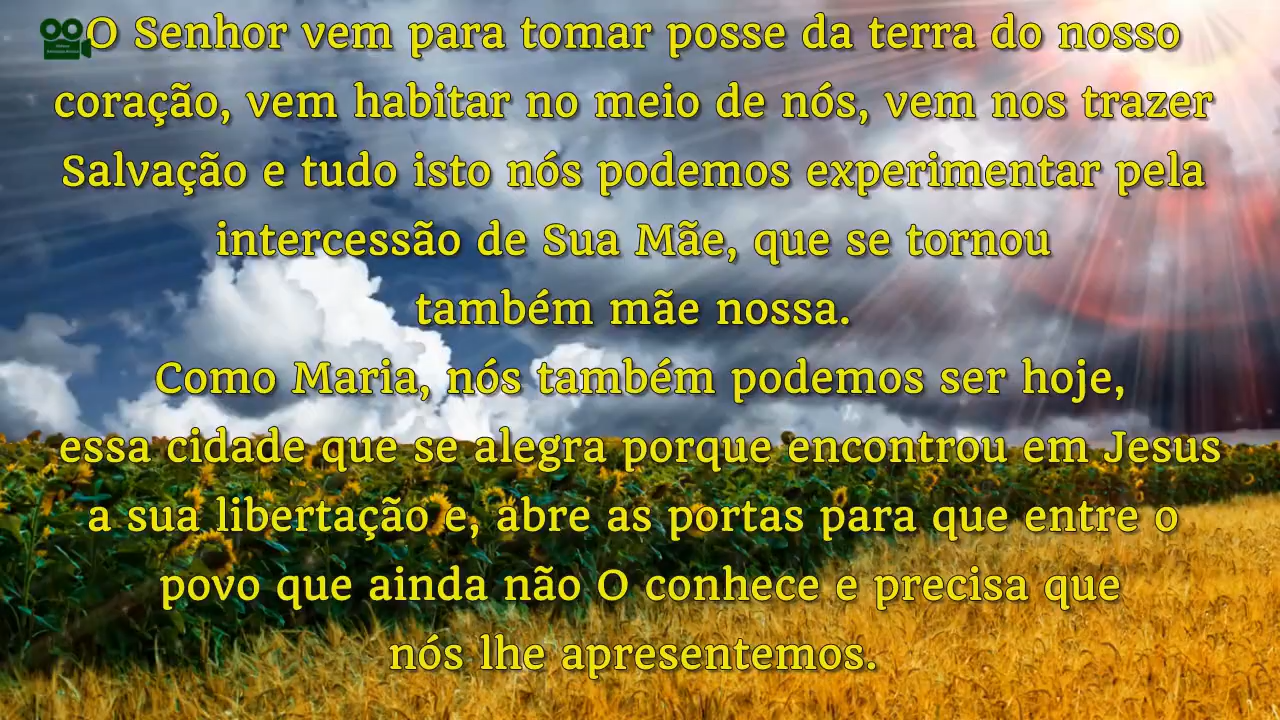 O Senhor vem para tomar posse da terra do nosso
coração, vem habitar no meio de nós, vem nos trazer
Salvação e tudo isto nós podemos experimentar pela
intercessão de Sua Mãe, que se tornou
também mãe nossa.
Como Maria, nós também podemos ser hoje,
essa cidade que se alegra porque encontrou em Jesus
a sua libertação e, abre as portas para que entre o
povo que ainda não O conhece e precisa que
nós lhe apresentemos.